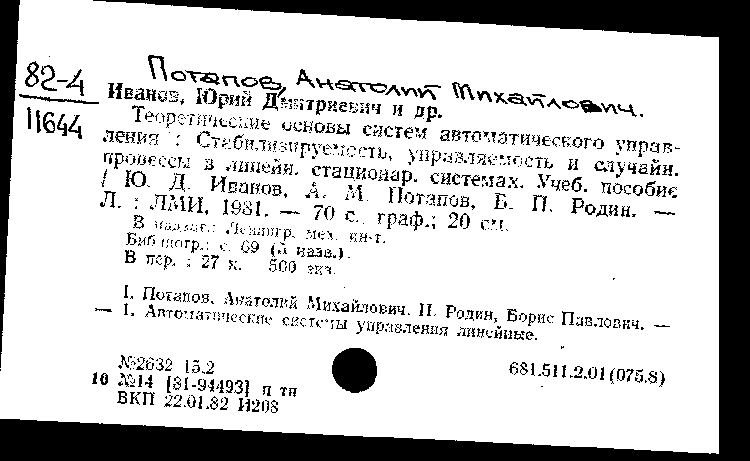 82-4
11644
Потапов, Анатолий Михайлович.
Иванов, Юрий Дмитриевич и др.
Теоретические основы систем автоматического управ-
ления : Стабилизируемость, управляемость и случайн.
процессы в линейн. стационар. системах. Учеб. пособие
/ Ю. Д. Иванов, А. М. Потапов, Б. П. Родин. —
Л. : ЛМИ, 1981. — 70 с. граф.; 20 см.
В надзаг.: Ленингр. мех. ин-т.
Библиогр.: с. 69 (назв.).
В пер. : 27 к. 500 экз.
I. Потапов, Анатолий Михайлович. II. Родин, Борис Павлович. —
— 1. Автоматические системы управления линейные.
№2632 15.2
681.511.2.01(075.8)
10 №14 [81-94493] п тп
ВКП 22.01.82 И208